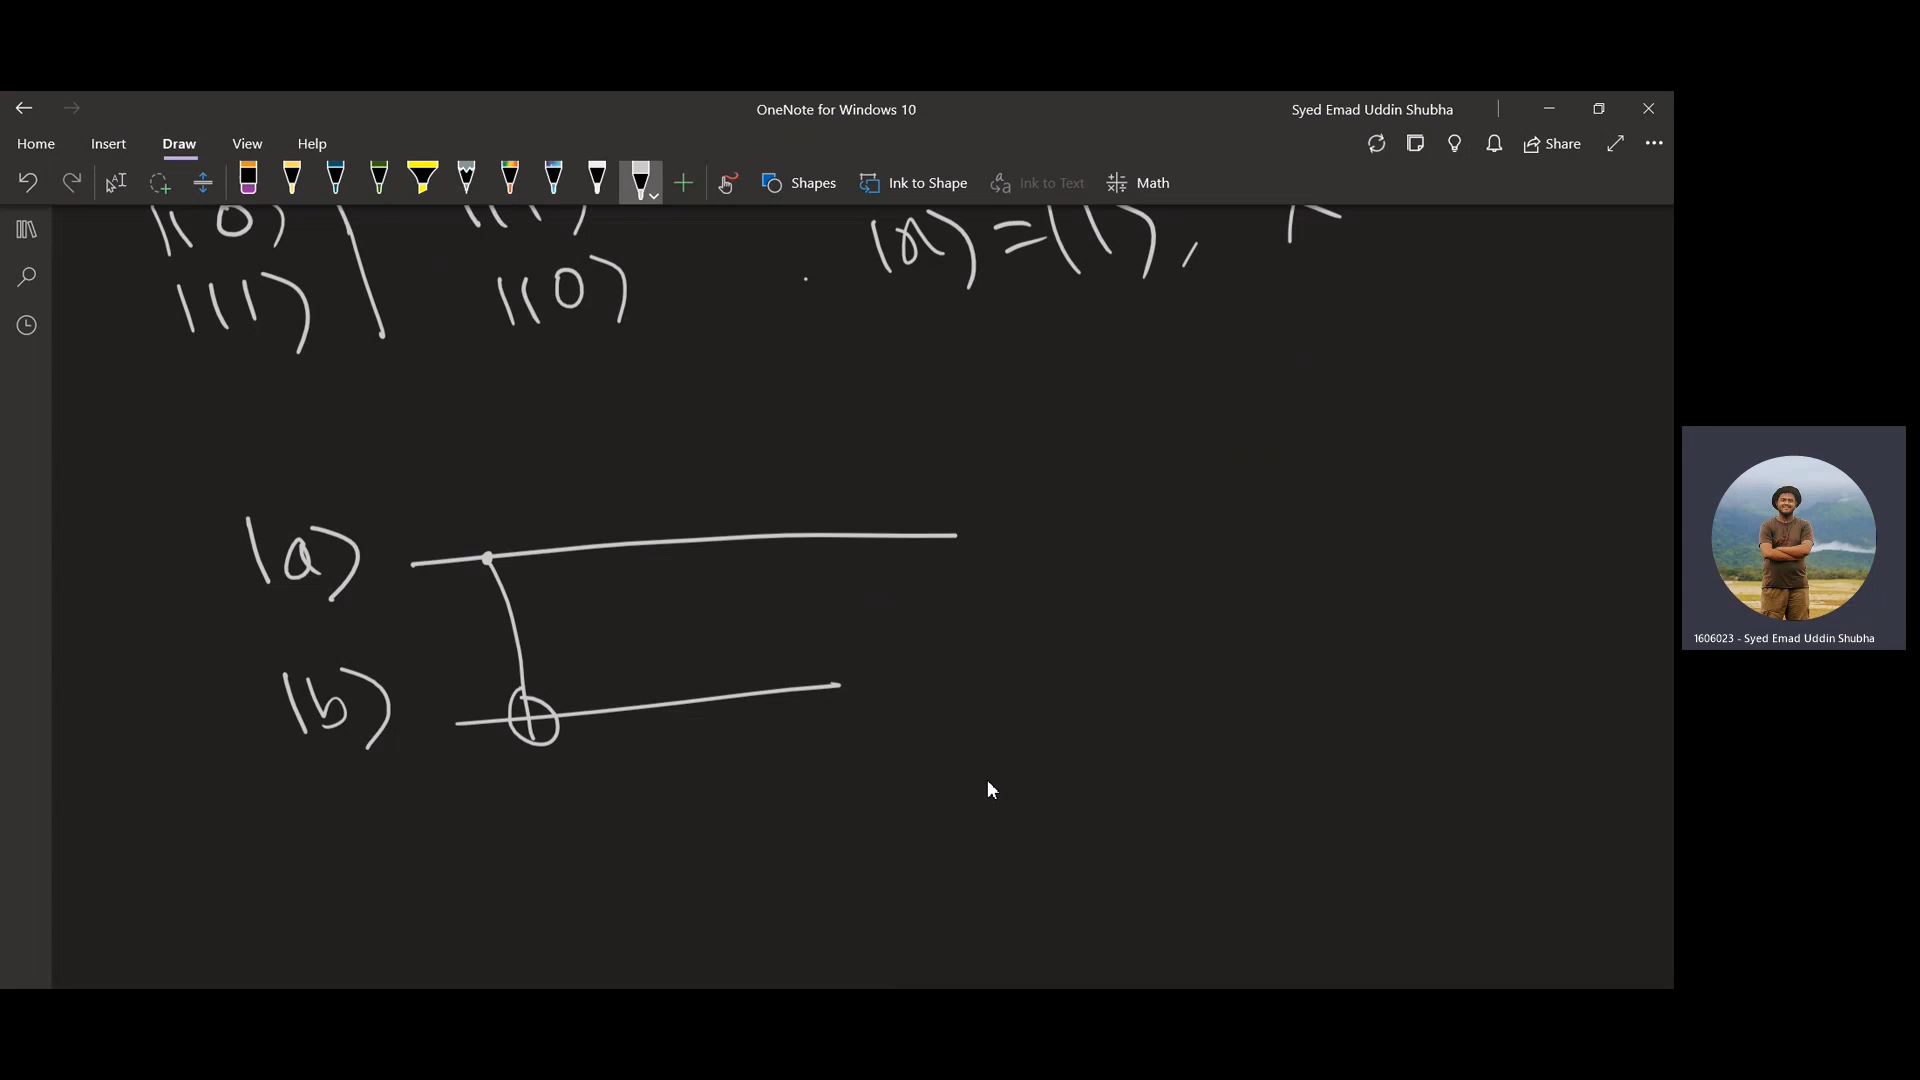 OneNote for Windows 10
Syed Emad Uddin Shubha
Home Insert Draw View Help
Share
Shapes Ink to Shape Ink to Text Math
|10⟩ |11⟩
|a⟩ = |1⟩,
|11⟩ |10⟩
|a⟩
|b⟩
1606023 - Syed Emad Uddin Shubha